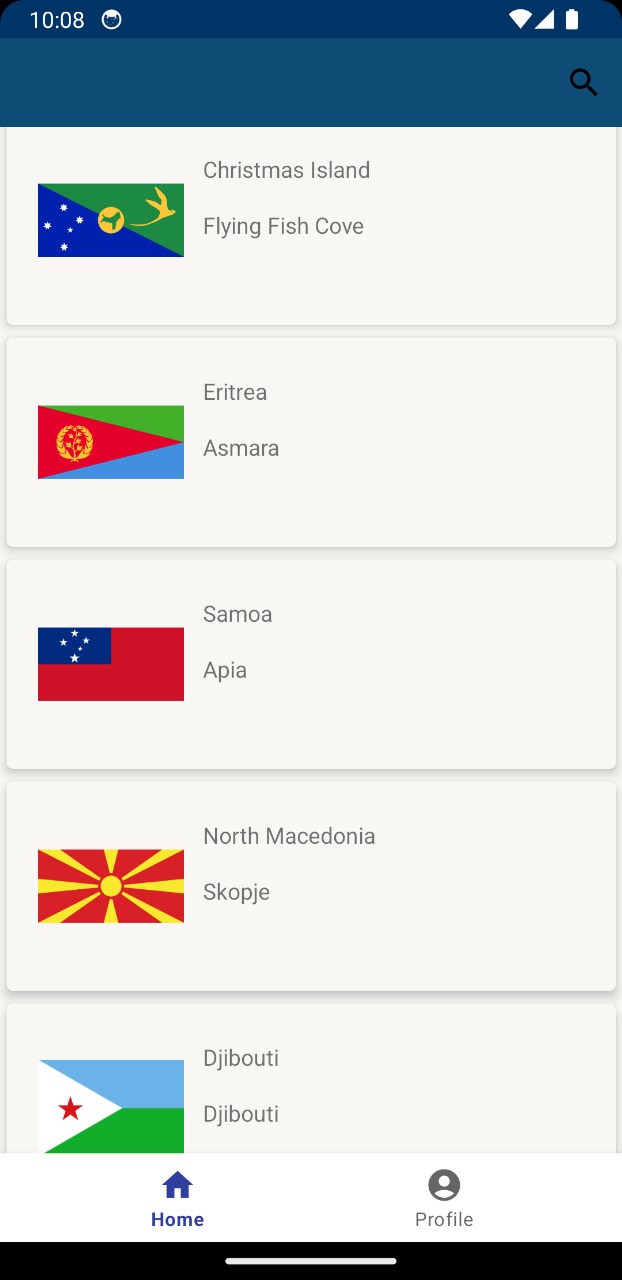 10:08
Christmas Island
Flying Fish Cove
Eritrea
Asmara
Samoa
Apia
North Macedonia
Skopje
Djibouti
Djibouti
Home
Profile